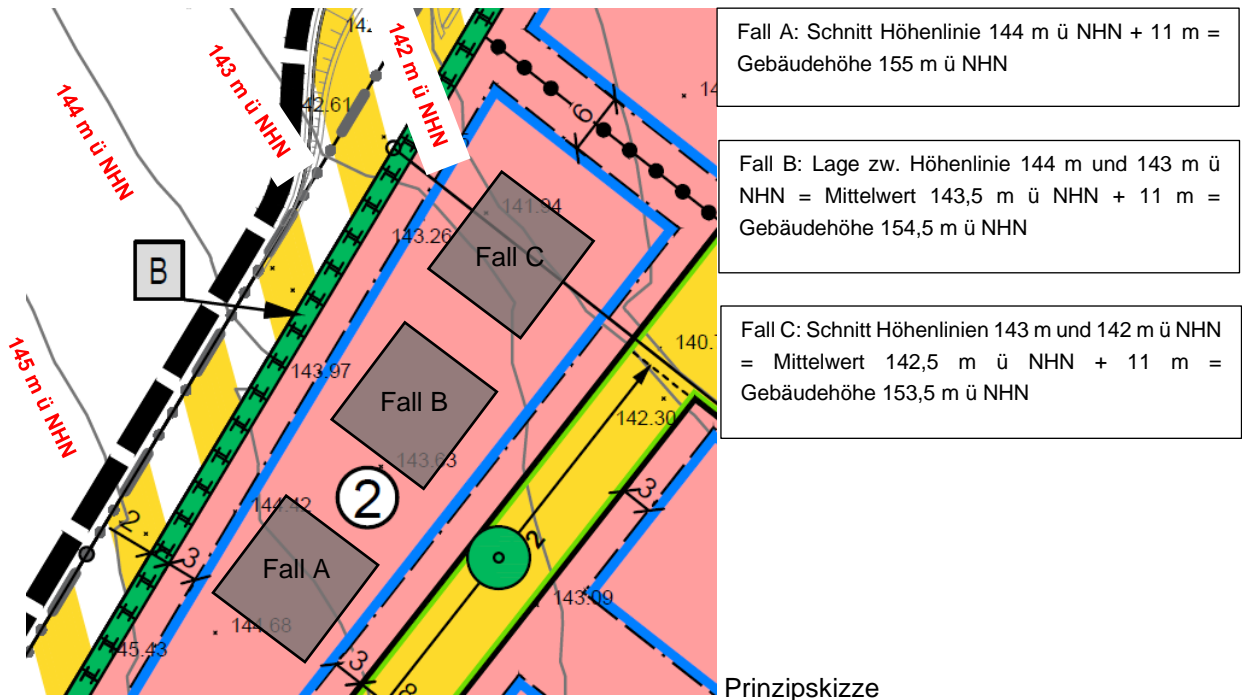 Fall A: Schnitt Höhenlinie 144 m ü NHN + 11 m =
Gebäudehöhe 155 m ü NHN
Fall B: Lage zw. Höhenlinie 144 m und 143 m ü
NHN = Mittelwert 143,5 m ü NHN + 11 m =
Gebäudehöhe 154,5 m ü NHN
Fall C: Schnitt Höhenlinien 143 m und 142 m ü NHN
= Mittelwert 142,5 m ü NHN + 11 m =
Gebäudehöhe 153,5 m ü NHN
Prinzipskizze
142 m ü NHN
143 m ü NHN
144 m ü NHN
145 m ü NHN
42.61
6
141.94
143.26
Fall C
B
140.
143.97
Fall B
142.30
143.63
2
144.42
3
2
3
2
Fall A
143.09
144.68
45.43
3
8